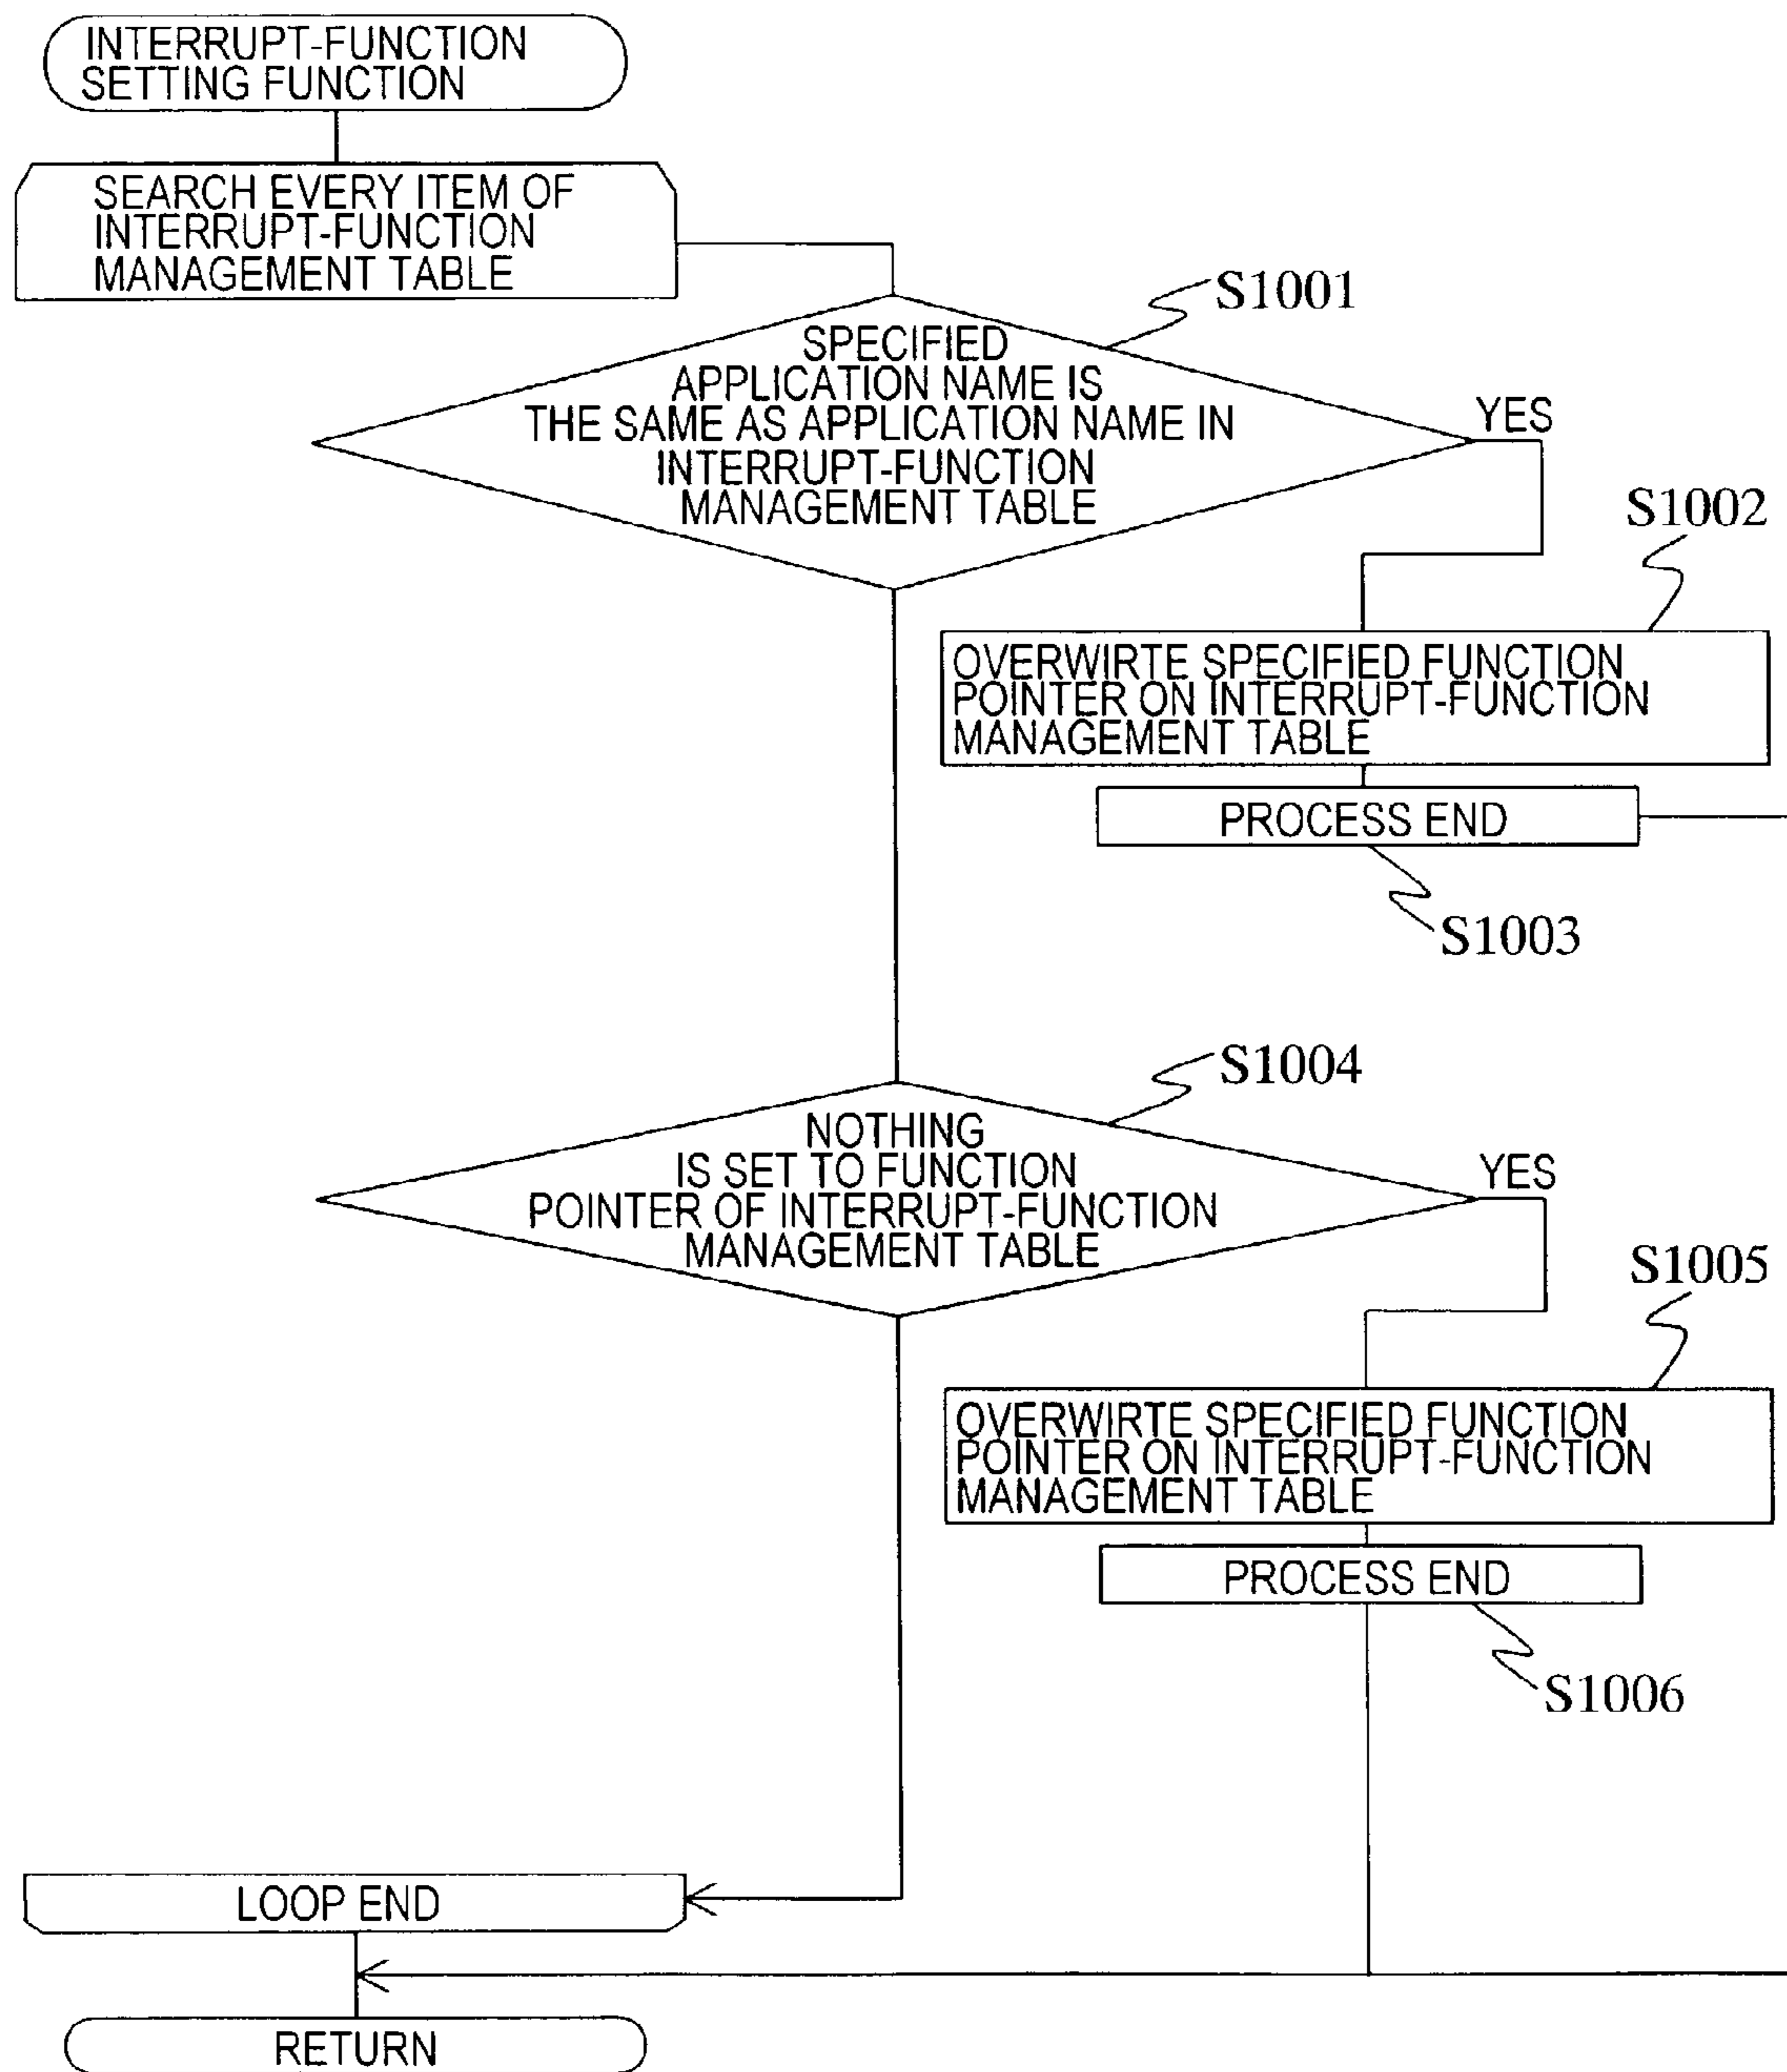 INTERRUPT-FUNCTION
SETTING FUNCTION
SEARCH EVERY ITEM OF
INTERRUPT-FUNCTION
MANAGEMENT TABLE
S1001
SPECIFIED
APPLICATION NAME IS
THE SAME AS APPLICATION NAME IN
INTERRUPT-FUNCTION
MANAGEMENT TABLE
YES
S1002
OVERWIRTE SPECIFIED FUNCTION
POINTER ON INTERRUPT-FUNCTION
MANAGEMENT TABLE
PROCESS END
S1003
S1004
NOTHING
IS SET TO FUNCTION
POINTER OF INTERRUPT-FUNCTION
MANAGEMENT TABLE
YES
S1005
OVERWIRTE SPECIFIED FUNCTION
POINTER ON INTERRUPT-FUNCTION
MANAGEMENT TABLE
PROCESS END
S1006
LOOP END
RETURN